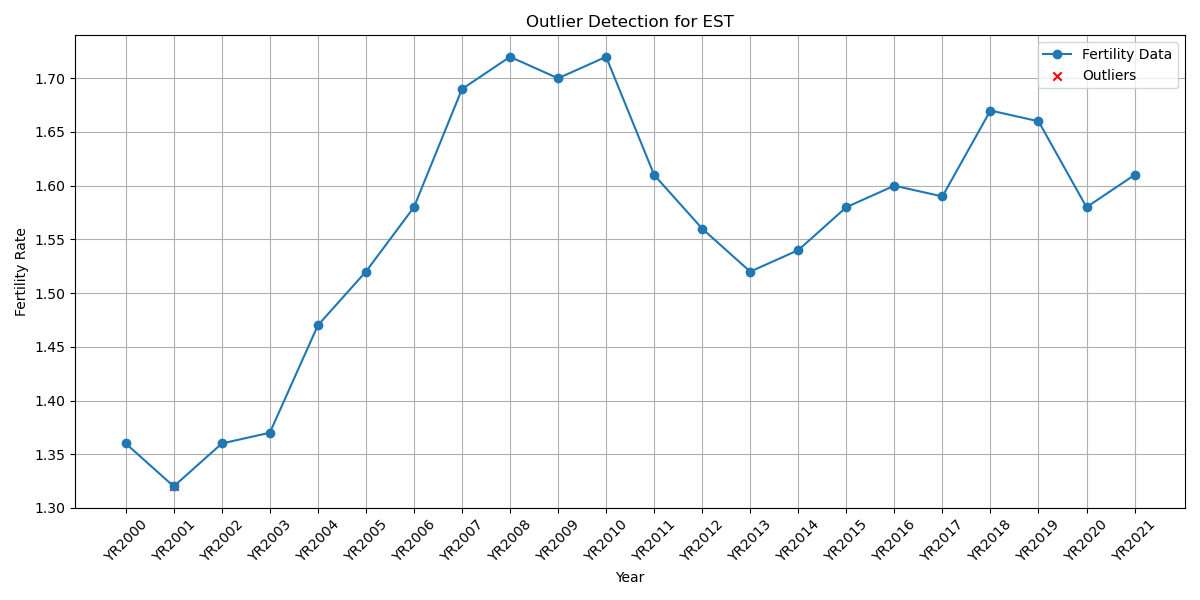 Outlier Detection for EST
Fertility Data
Outliers
Fertility Rate
1.70
1.65
1.60
1.55
1.50
1.45
1.40
1.35
1.30
YR2000
YR2001
YR2002
YR2003
YR2004
YR2005
YR2006
YR2007
YR2008
YR2009
YR2010
YR2011
YR2012
YR2013
YR2014
YR2015
YR2016
YR2017
YR2018
YR2019
YR2020
YR2021
Year